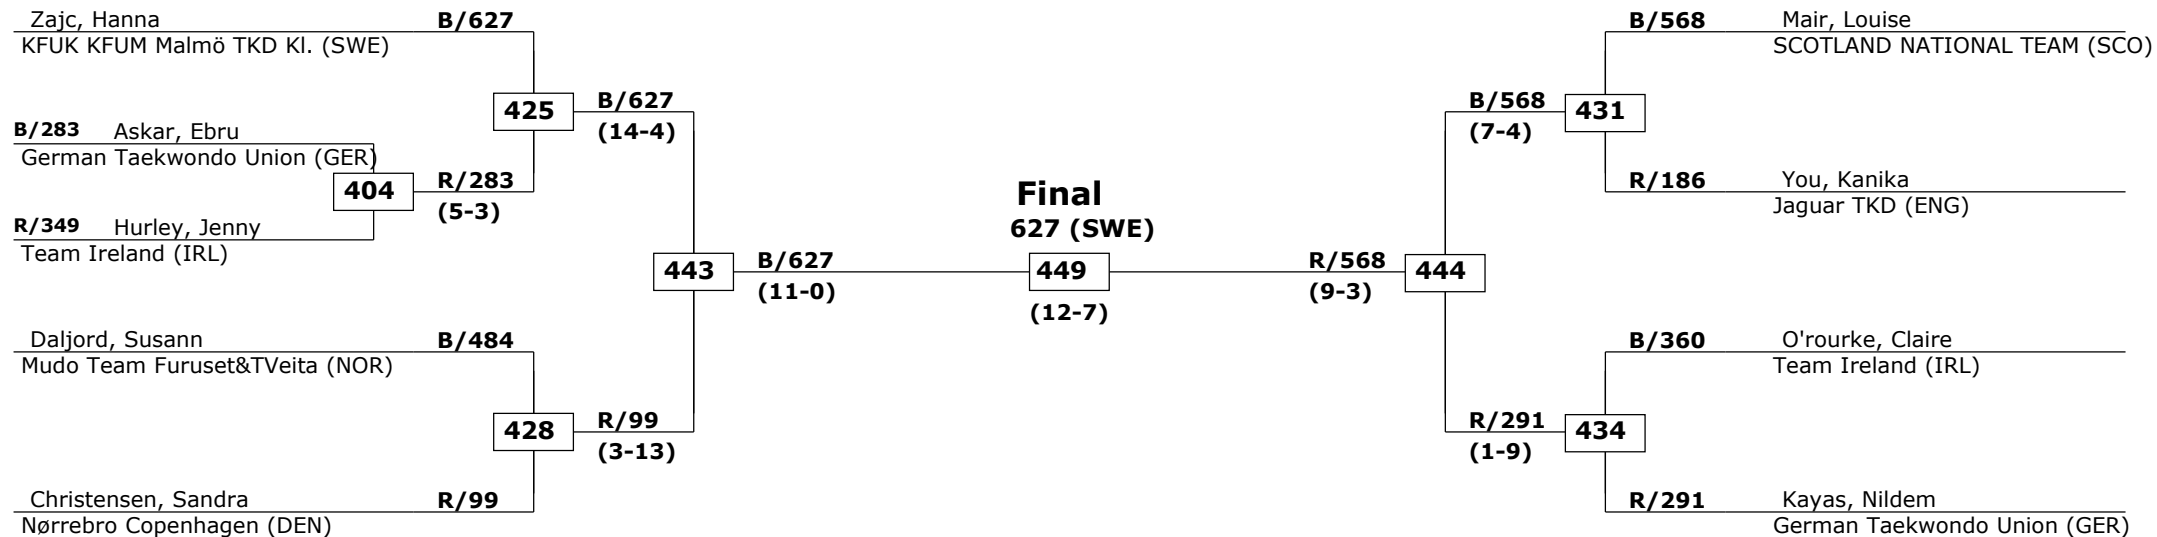 Zajc, Hanna B/627
KFUK KFUM Malmö TKD Kl. (SWE)
425
B/627
(14-4)
B/283 Askar, Ebru
German Taekwondo Union (GER)
404
R/283
(5-3)
R/349 Hurley, Jenny
Team Ireland (IRL)
443
B/627
(11-0)
Daljord, Susann B/484
Mudo Team Furuset&TVeita (NOR)
428
R/99
(3-13)
Christensen, Sandra R/99
Nørrebro Copenhagen (DEN)
Final
627 (SWE)
449
(12-7)
B/568 Mair, Louise
SCOTLAND NATIONAL TEAM (SCO)
B/568
(7-4)
431
R/186 You, Kanika
Jaguar TKD (ENG)
R/568
(9-3)
444
B/360 O'rourke, Claire
Team Ireland (IRL)
R/291
(1-9)
434
R/291 Kayas, Nildem
German Taekwondo Union (GER)